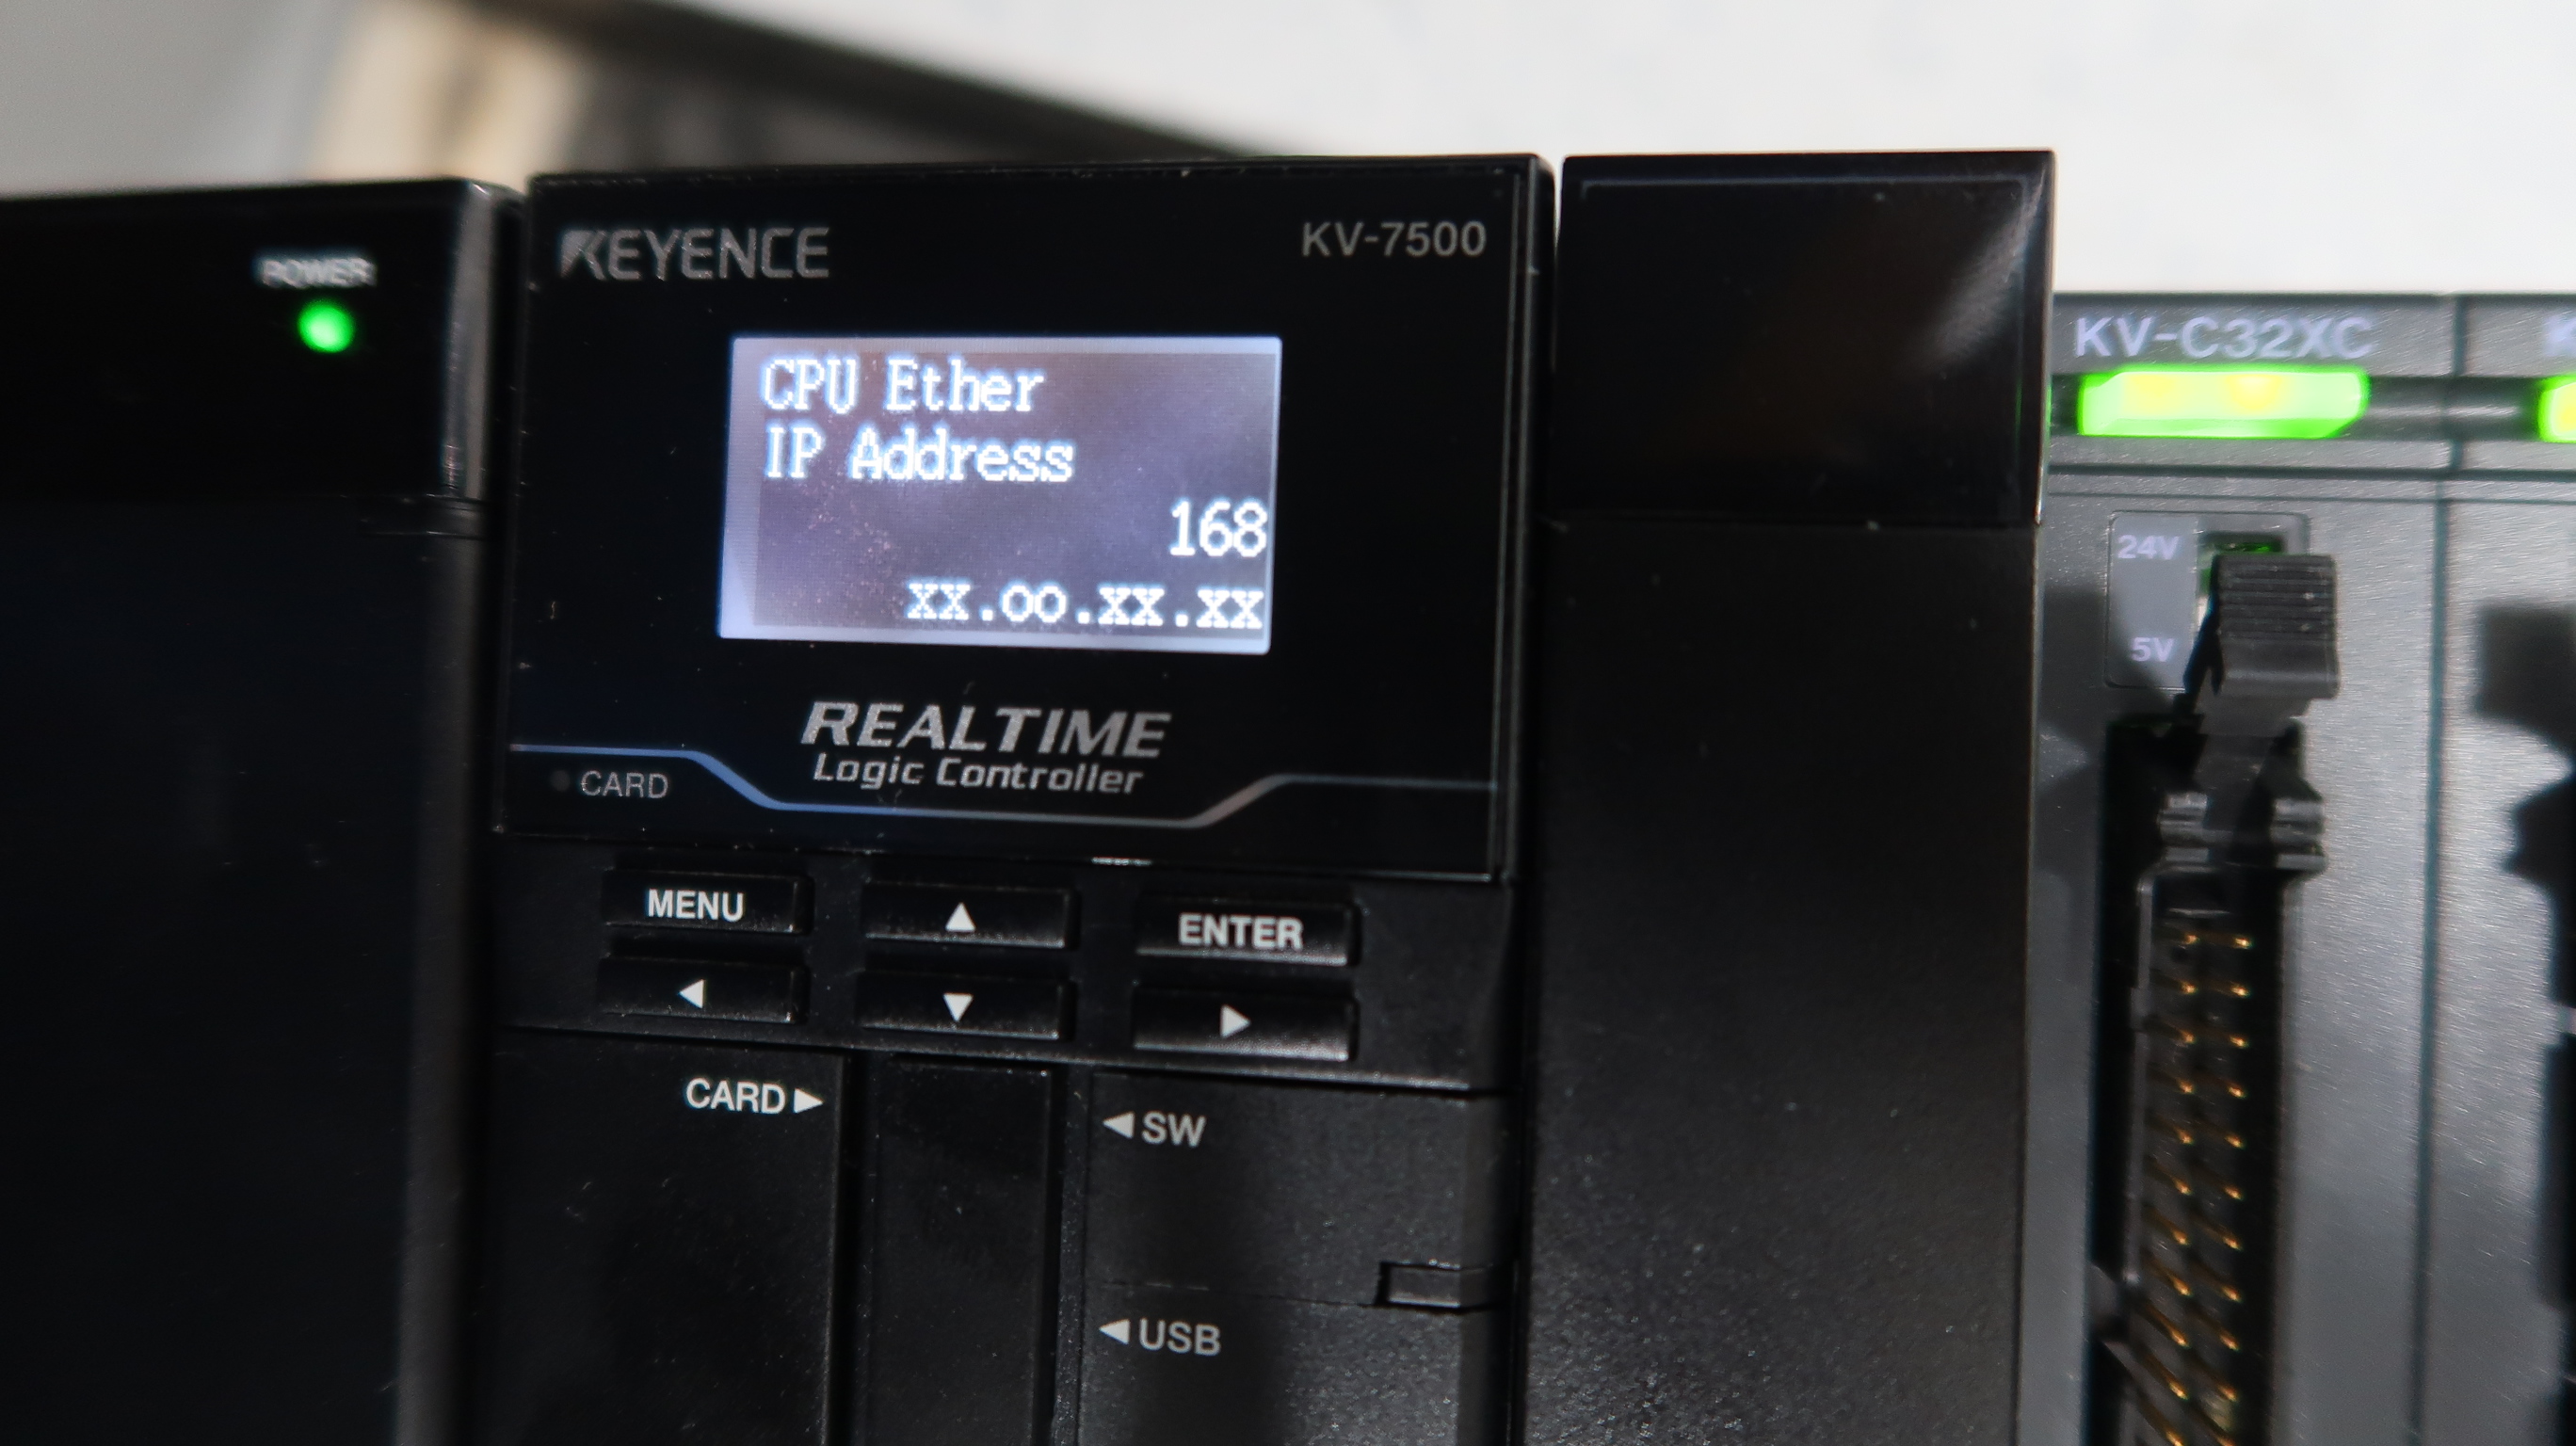 POWER
KEYENCE
KV-7500
CPU Ether
IP Address
168
xx.oo.xx.xx
REALTIME
Logic Controller
CARD
MENU
▲
ENTER
◀
▼
▶
CARD▶
◀SW
◀USB
KV-C32XC
24V
5V